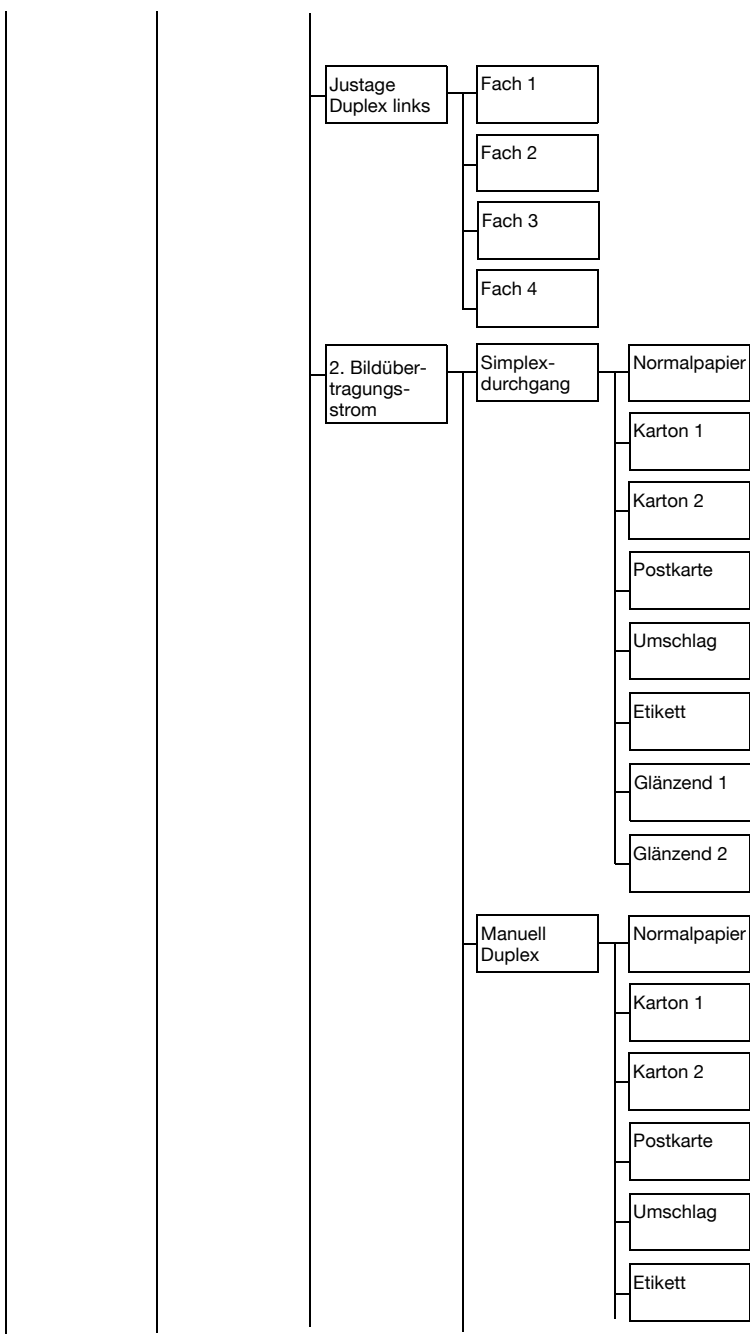 Justage
Duplex links
Fach 1
Fach 2
Fach 3
Fach 4
2. Bildüber-
tragungs-
strom
Simplex-
durchgang
Normalpapier
Karton 1
Karton 2
Postkarte
Umschlag
Etikett
Glänzend 1
Glänzend 2
Manuell
Duplex
Normalpapier
Karton 1
Karton 2
Postkarte
Umschlag
Etikett